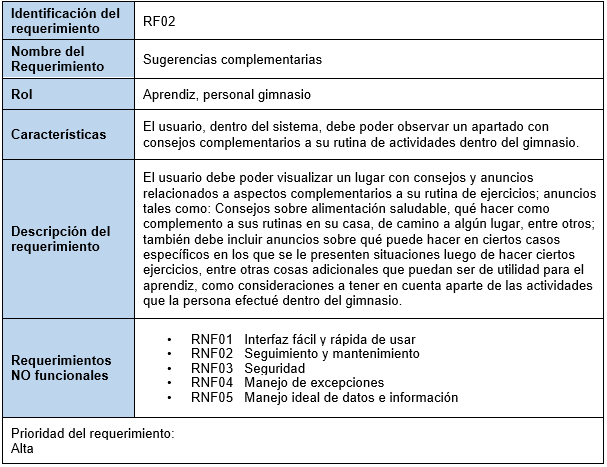 Identificación del
requerimiento
RF02
Nombre del
Requerimiento
Sugerencias complementarias
Rol
Aprendiz, personal gimnasio
Características
El usuario, dentro del sistema, debe poder observar un apartado con
consejos complementarios a su rutina de actividades dentro del gimnasio.
Descripción del
requerimiento
El usuario debe poder visualizar un lugar con consejos y anuncios
relacionados a aspectos complementarios a su rutina de ejercicios; anuncios
tales como: Consejos sobre alimentación saludable, qué hacer como
complemento a sus rutinas en su casa, de camino a algún lugar, entre otros;
también debe incluir anuncios sobre qué puede hacer en ciertos casos
específicos en los que se le presenten situaciones luego de hacer ciertos
ejercicios, entre otras cosas adicionales que puedan ser de utilidad para el
aprendiz, como consideraciones a tener en cuenta aparte de las actividades
que la persona efectué dentro del gimnasio.
Requerimientos
NO funcionales
• RNF01 Interfaz fácil y rápida de usar
• RNF02 Seguimiento y mantenimiento
• RNF03 Seguridad
• RNF04 Manejo de excepciones
• RNF05 Manejo ideal de datos e información
Prioridad del requerimiento:
Alta